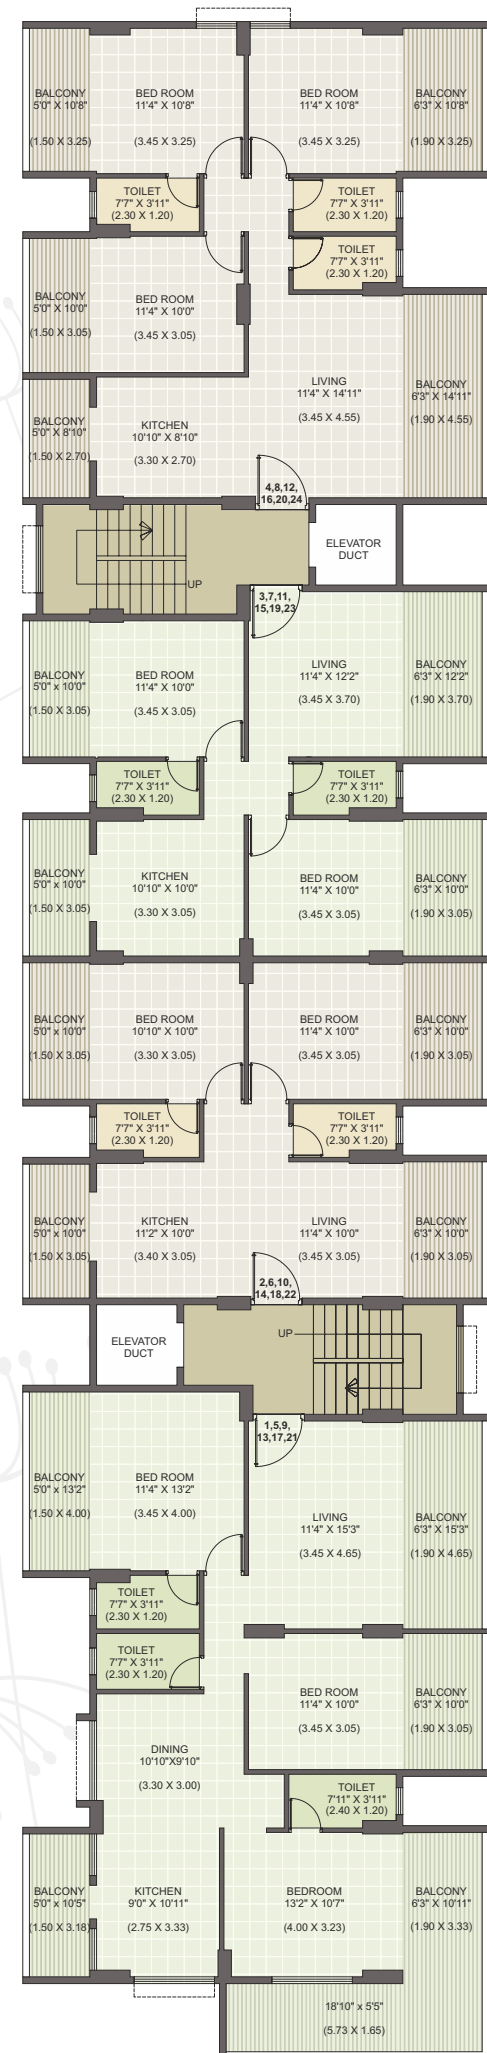 BALCONY
5'0" X 10'8"
(1.50 X 3.25)
BED ROOM
11'4" X 10'8"
(3.45 X 3.25)
BED ROOM
11'4" X 10'8"
(3.45 X 3.25)
BALCONY
6'3" X 10'8"
(1.90 X 3.25)
TOILET
7'7" X 3'11"
(2.30 X 1.20)
TOILET
7'7" X 3'11"
(2.30 X 1.20)
TOILET
7'7" X 3'11"
(2.30 X 1.20)
BALCONY
5'0" X 10'0"
(1.50 X 3.05)
BED ROOM
11'4" X 10'0"
(3.45 X 3.05)
LIVING
11'4" X 14'11"
(3.45 X 4.55)
BALCONY
6'3" X 14'11"
(1.90 X 4.55)
BALCONY
5'0" X 8'10"
(1.50 X 2.70)
KITCHEN
10'10" X 8'10"
(3.30 X 2.70)
4,8,12,
16,20,24
ELEVATOR
DUCT
UP
3,7,11,
15,19,23
BALCONY
5'0" x 10'0"
(1.50 X 3.05)
BED ROOM
11'4" X 10'0"
(3.45 X 3.05)
LIVING
11'4" X 12'2"
(3.45 X 3.70)
BALCONY
6'3" X 12'2"
(1.90 X 3.70)
TOILET
7'7" X 3'11"
(2.30 X 1.20)
TOILET
7'7" X 3'11"
(2.30 X 1.20)
BALCONY
5'0" x 10'0"
(1.50 X 3.05)
KITCHEN
10'10" X 10'0"
(3.30 X 3.05)
BED ROOM
11'4" X 10'0"
(3.45 X 3.05)
BALCONY
6'3" X 10'0"
(1.90 X 3.05)
BALCONY
5'0" x 10'0"
(1.50 X 3.05)
BED ROOM
10'10" X 10'0"
(3.30 X 3.05)
BED ROOM
11'4" X 10'0"
(3.45 X 3.05)
BALCONY
6'3" X 10'0"
(1.90 X 3.05)
TOILET
7'7" X 3'11"
(2.30 X 1.20)
TOILET
7'7" X 3'11"
(2.30 X 1.20)
BALCONY
5'0" x 10'0"
(1.50 X 3.05)
KITCHEN
11'2" X 10'0"
(3.40 X 3.05)
LIVING
11'4" X 10'0"
(3.45 X 3.05)
BALCONY
6'3" X 10'0"
(1.90 X 3.05)
2,6,10,
14,18,22
ELEVATOR
DUCT
UP
1,5,9,
13,17,21
BALCONY
5'0" x 13'2"
(1.50 X 4.00)
BED ROOM
11'4" X 13'2"
(3.45 X 4.00)
LIVING
11'4" X 15'3"
(3.45 X 4.65)
BALCONY
6'3" X 15'3"
(1.90 X 4.65)
TOILET
7'7" X 3'11"
(2.30 X 1.20)
TOILET
7'7" X 3'11"
(2.30 X 1.20)
BED ROOM
11'4" X 10'0"
(3.45 X 3.05)
BALCONY
6'3" X 10'0"
(1.90 X 3.05)
DINING
10'10"X9'10"
(3.30 X 3.00)
TOILET
7'11" X 3'11"
(2.40 X 1.20)
BALCONY
5'0" x 10'5"
(1.50 X 3.18)
KITCHEN
9'0" X 10'11"
(2.75 X 3.33)
BEDROOM
13'2" X 10'7"
(4.00 X 3.23)
BALCONY
6'3" X 10'11"
(1.90 X 3.33)
18'10" x 5'5"
(5.73 X 1.65)